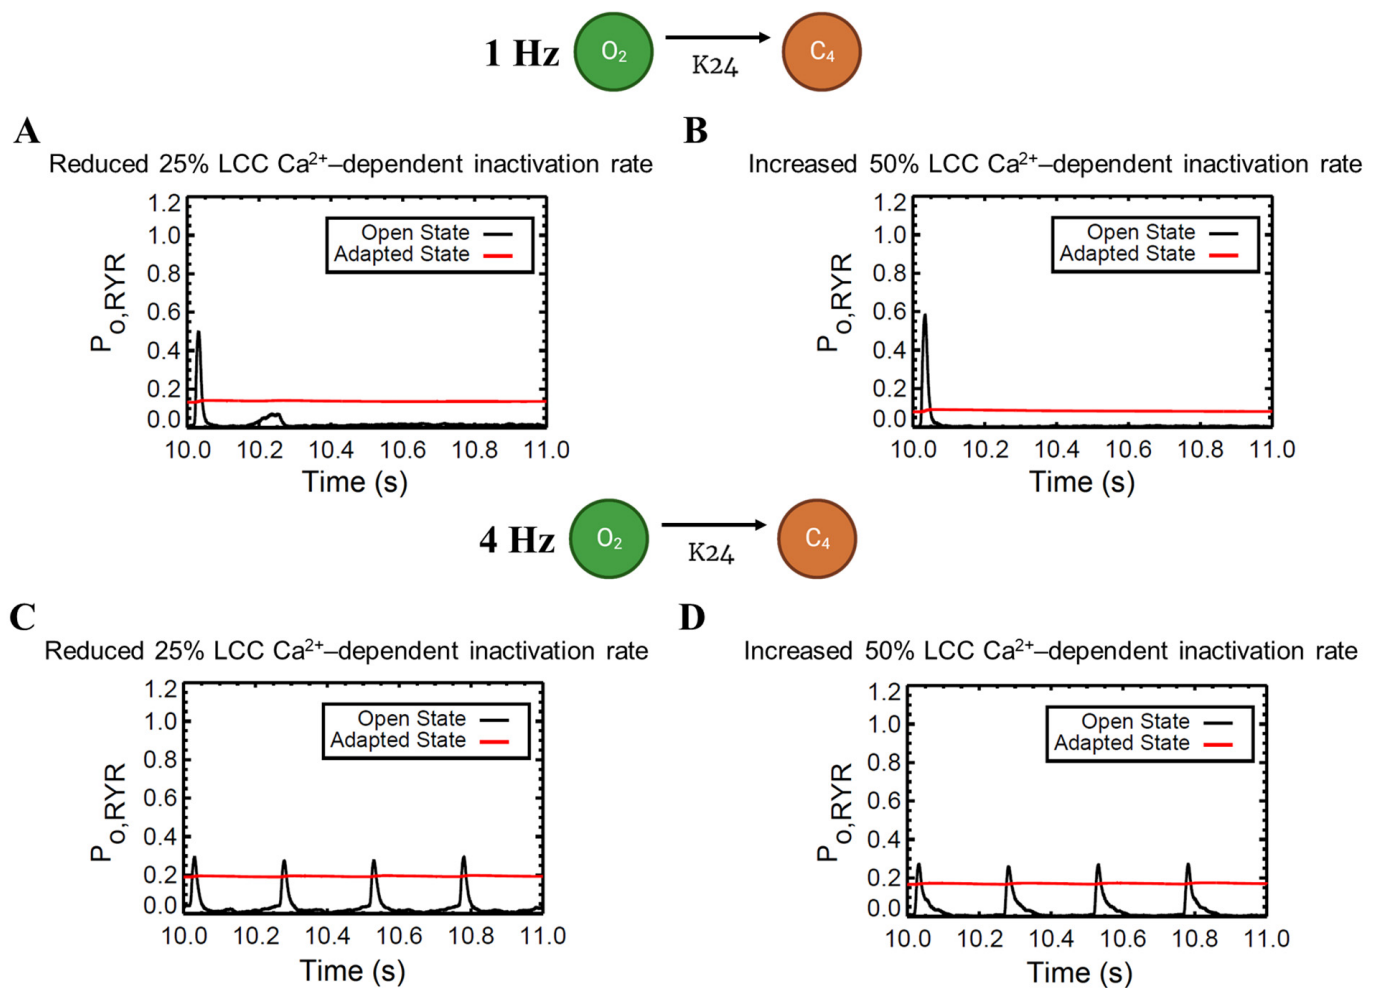 1 Hz
O2
K24
C4
A
Reduced 25% LCC Ca2+–dependent inactivation rate
1.2
1.0
0.8
0.6
0.4
0.2
0.0
Po,RYR
Open State
Adapted State
10.0 10.2 10.4 10.6 10.8 11.0
Time (s)
B
Increased 50% LCC Ca2+–dependent inactivation rate
1.2
1.0
0.8
0.6
0.4
0.2
0.0
Po,RYR
Open State
Adapted State
10.0 10.2 10.4 10.6 10.8 11.0
Time (s)
4 Hz
O2
K24
C4
C
Reduced 25% LCC Ca2+–dependent inactivation rate
1.2
1.0
0.8
0.6
0.4
0.2
0.0
Po,RYR
Open State
Adapted State
10.0 10.2 10.4 10.6 10.8 11.0
Time (s)
D
Increased 50% LCC Ca2+–dependent inactivation rate
1.2
1.0
0.8
0.6
0.4
0.2
0.0
Po,RYR
Open State
Adapted State
10.0 10.2 10.4 10.6 10.8 11.0
Time (s)